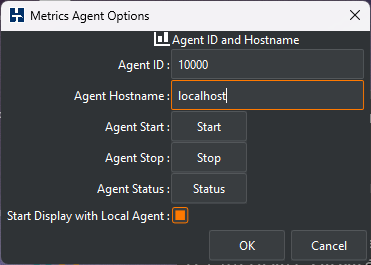 Metrics Agent Options
Agent ID and Hostname
Agent ID : 10000
Agent Hostname : localhost
Agent Start : Start
Agent Stop : Stop
Agent Status : Status
Start Display with Local Agent :
OK Cancel